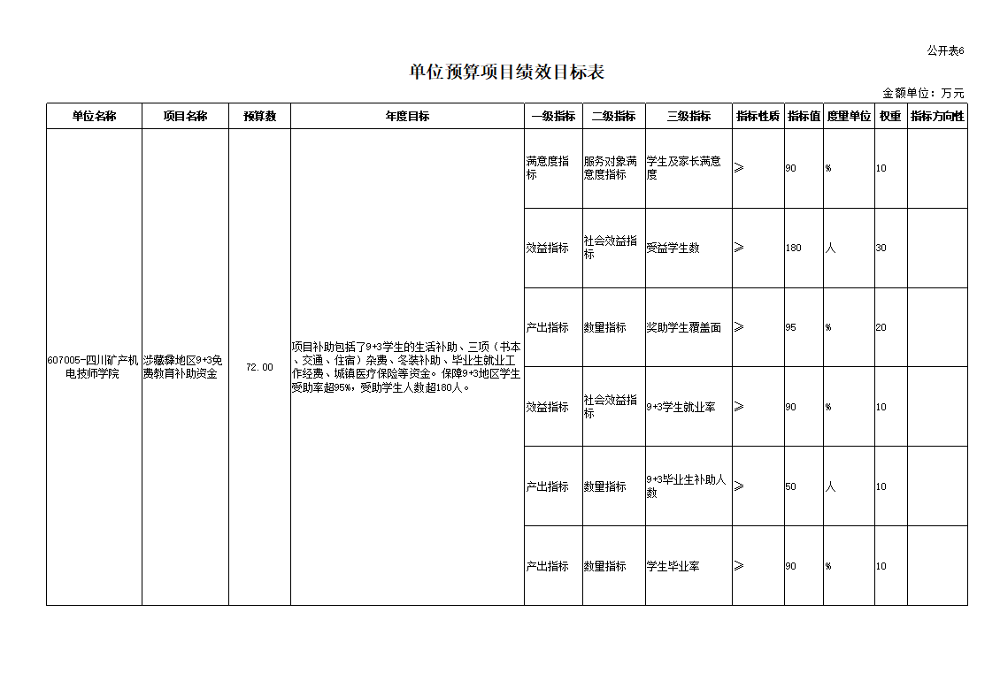 公开表6
单位预算项目绩效目标表
金额单位：万元
单位名称 项目名称 预算数 年度目标 一级指标 二级指标 三级指标 指标性质 指标值 度量单位 权重 指标方向性
607005-四川矿产机
电技师学院
涉藏彝地区9+3免
费教育补助资金
72.00
项目补助包括了9+3学生的生活补助、三项（书本
、交通、住宿）杂费、冬装补助、毕业生就业工
作经费、城镇医疗保险等资金。保障9+3地区学生
受助率超95%，受助学生人数超180人。
满意度指
标
服务对象满
意度指标
学生及家长满意
度
≥ 90 % 10
效益指标
社会效益指
标
受益学生数 ≥ 180 人 30
产出指标 数量指标 奖助学生覆盖面 ≥ 95 % 20
效益指标
社会效益指
标
9+3学生就业率 ≥ 90 % 10
产出指标 数量指标
9+3毕业生补助人
数
≥ 50 人 10
产出指标 数量指标 学生毕业率 ≥ 90 % 10